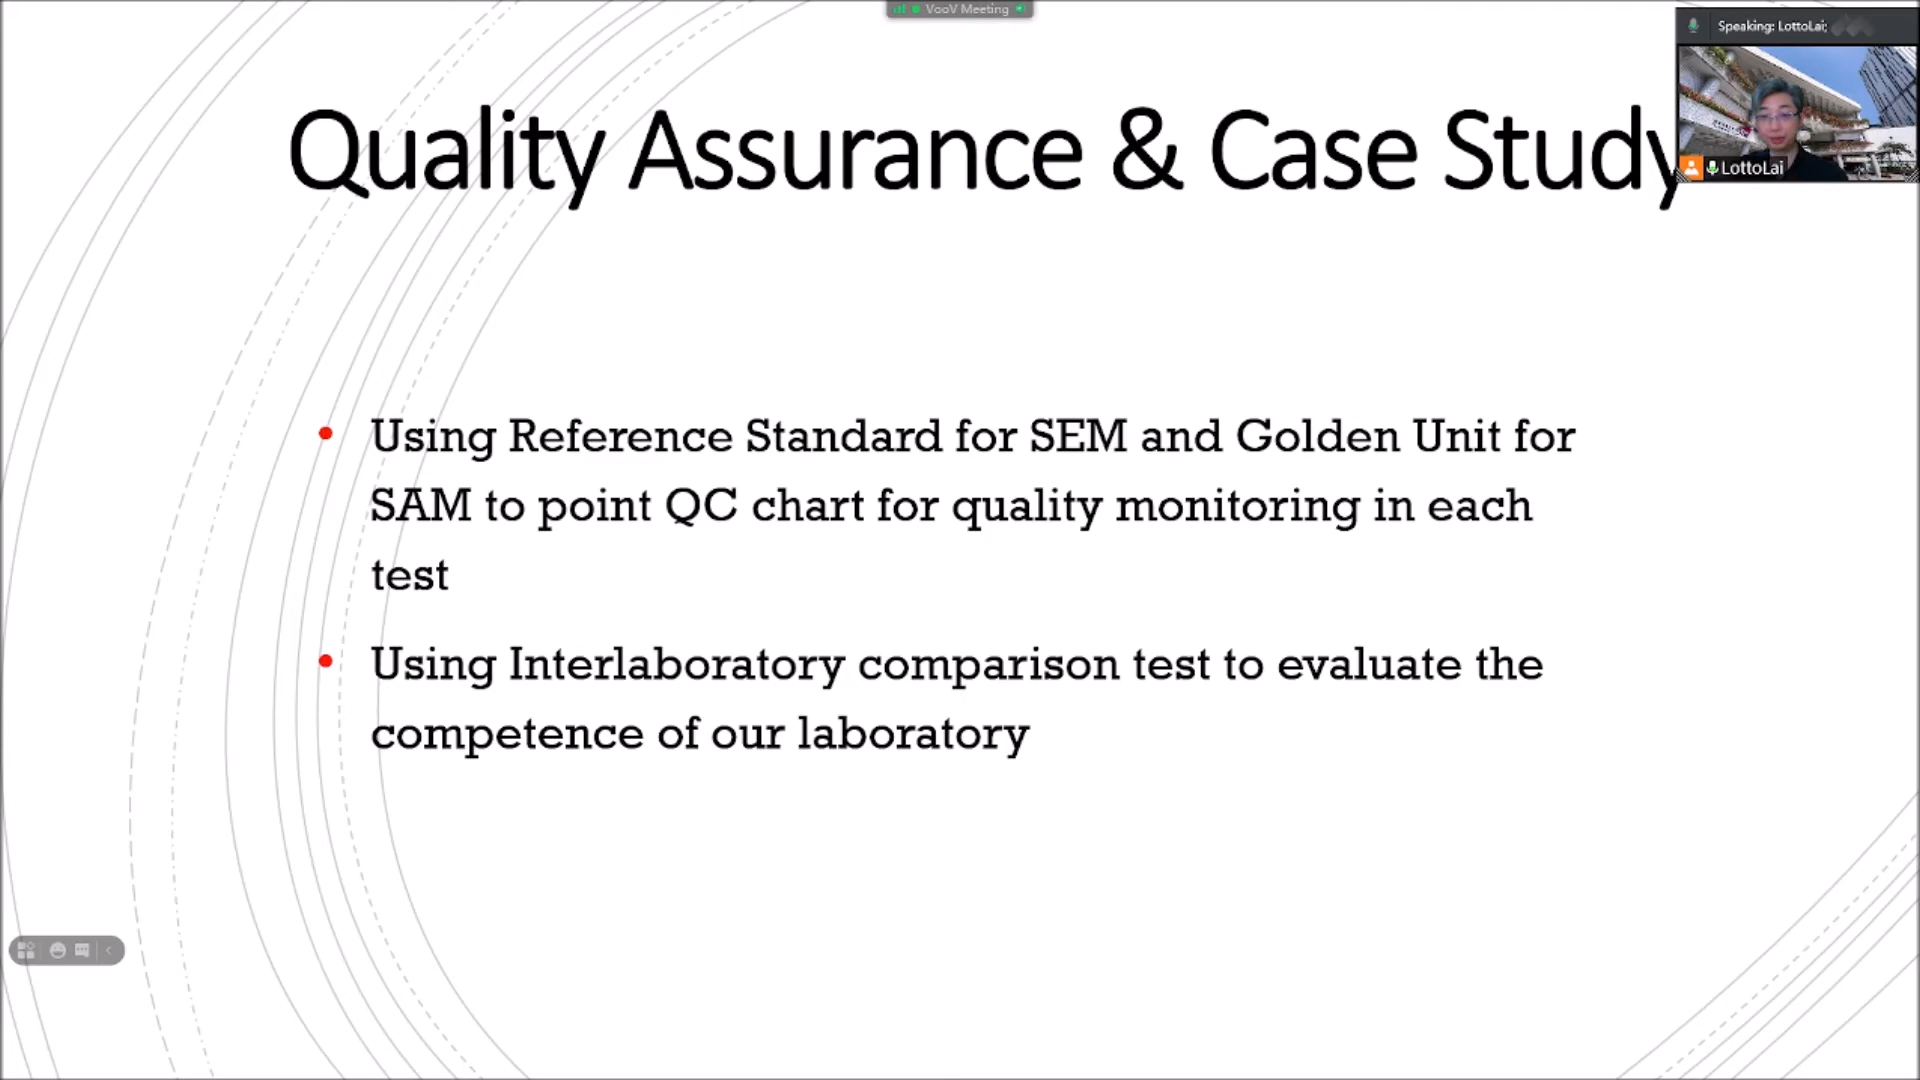 VooV Meeting
Speaking: LottoLai;
Quality Assurance & Case Study
LottoLai
• Using Reference Standard for SEM and Golden Unit for
SAM to point QC chart for quality monitoring in each
test
• Using Interlaboratory comparison test to evaluate the
competence of our laboratory